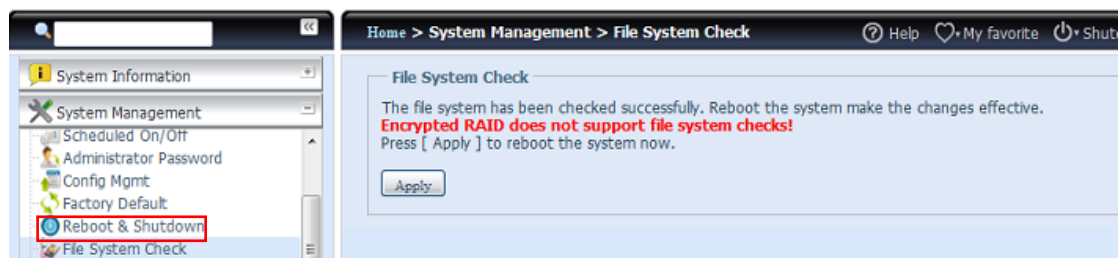 Home > System Management > File System Check
Help
My favorite
Shut
System Information
System Management
Scheduled On/Off
Administrator Password
Config Mgmt
Factory Default
Reboot & Shutdown
File System Check
File System Check
The file system has been checked successfully. Reboot the system make the changes effective.
Encrypted RAID does not support file system checks!
Press [ Apply ] to reboot the system now.
Apply